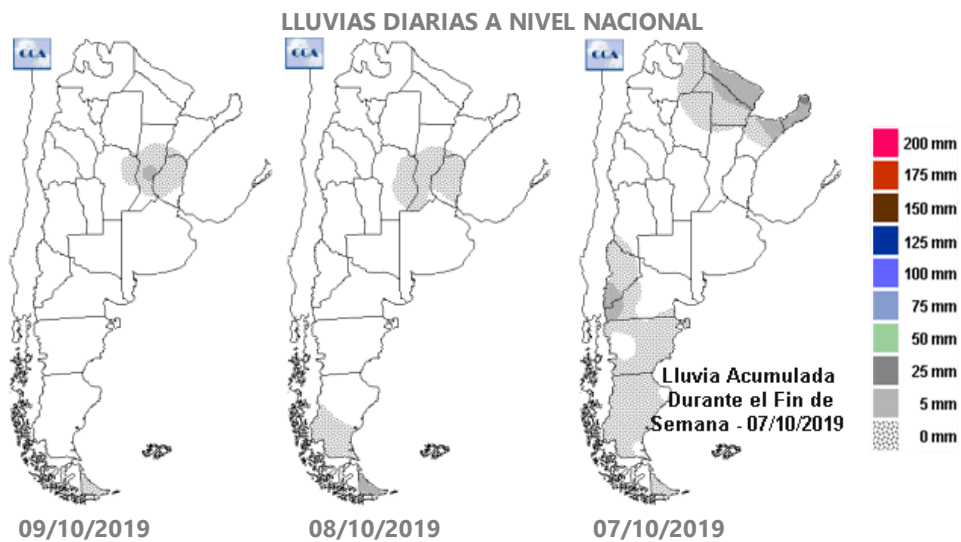 LLUVIAS DIARIAS A NIVEL NACIONAL
CCA
CCA
CCA
200 mm
175 mm
150 mm
125 mm
100 mm
75 mm
50 mm
25 mm
5 mm
0 mm
Lluvia Acumulada
Durante el Fin de
Semana - 07/10/2019
09/10/2019
08/10/2019
07/10/2019